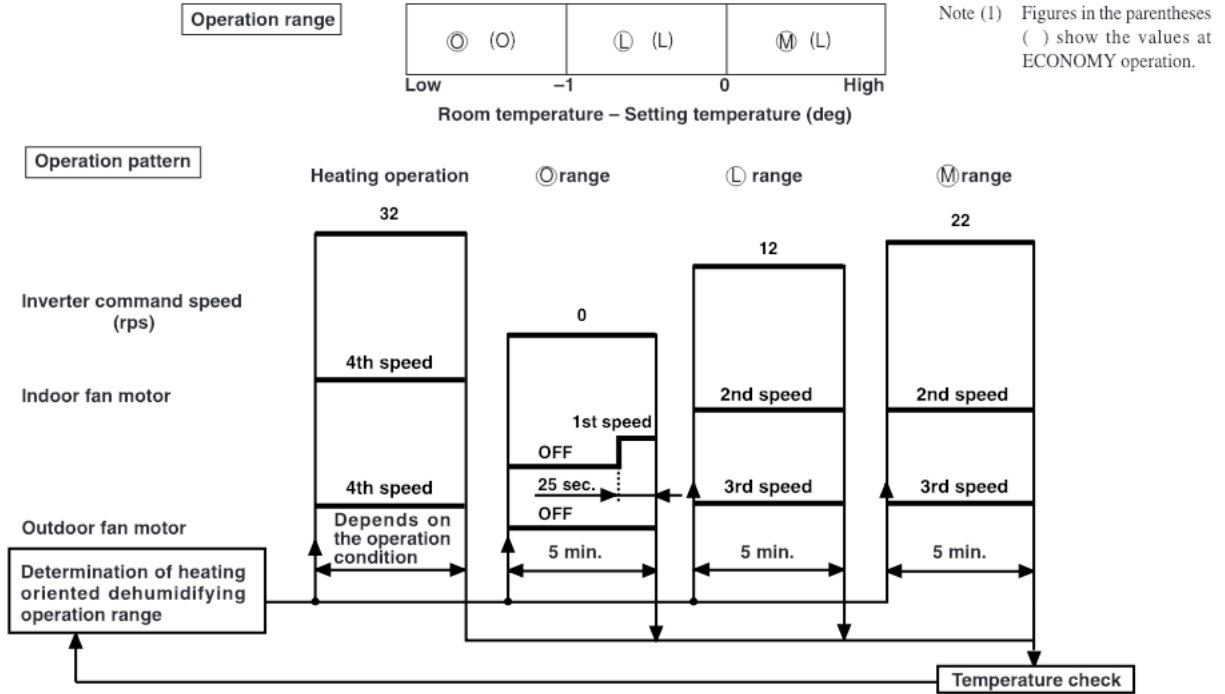 Operation range
Ⓞ (O) Ⓛ (L) Ⓜ (L)
Low –1 0 High
Room temperature – Setting temperature (deg)
Note (1) Figures in the parentheses
( ) show the values at
ECONOMY operation.
Operation pattern
Heating operation Ⓞ range Ⓛ range Ⓜ range
32
0
12
22
Inverter command speed
(rps)
Indoor fan motor
4th speed
1st speed
OFF
2nd speed
2nd speed
25 sec.
Outdoor fan motor
4th speed
OFF
3rd speed
3rd speed
Depends on
the operation
condition
5 min.
5 min.
5 min.
Determination of heating
oriented dehumidifying
operation range
Temperature check